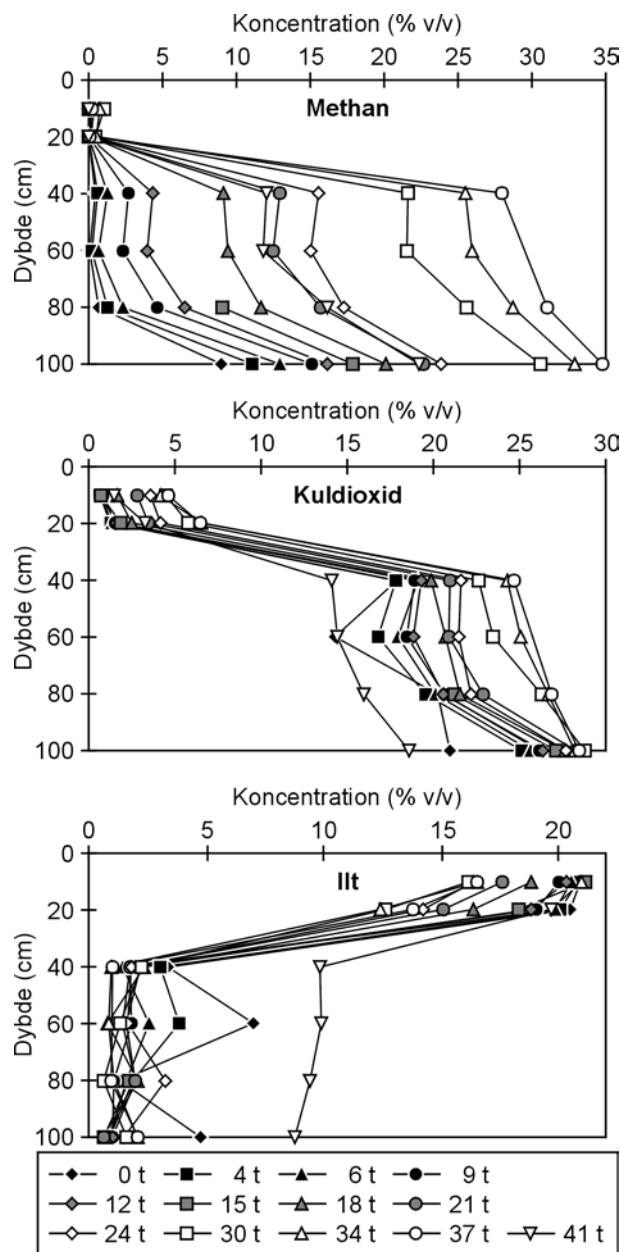 Koncentration (% v/v)
0 5 10 15 20 25 30 35
0
Methan
20
40
60
80
100
Dybde (cm)
Koncentration (% v/v)
0 5 10 15 20 25 30
0
Kuldioxid
20
40
60
80
100
Dybde (cm)
Koncentration (% v/v)
0 5 10 15 20
0
Ilt
20
40
60
80
100
Dybde (cm)
0 t 4 t 6 t 9 t
12 t 15 t 18 t 21 t
24 t 30 t 34 t 37 t 41 t